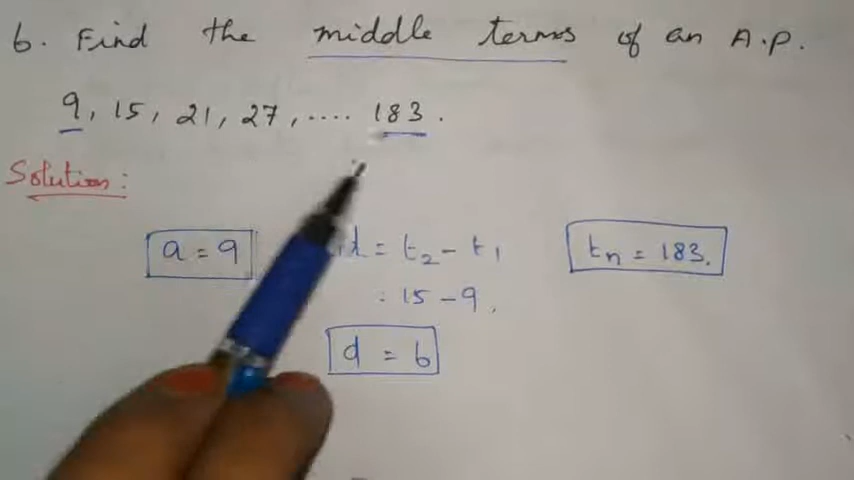 6. Find the middle terms of an A.P.
9, 15, 21, 27, .... 183.
Solution:
a = 9 d = t2 - t1 tn = 183.
: 15 - 9,
d = 6